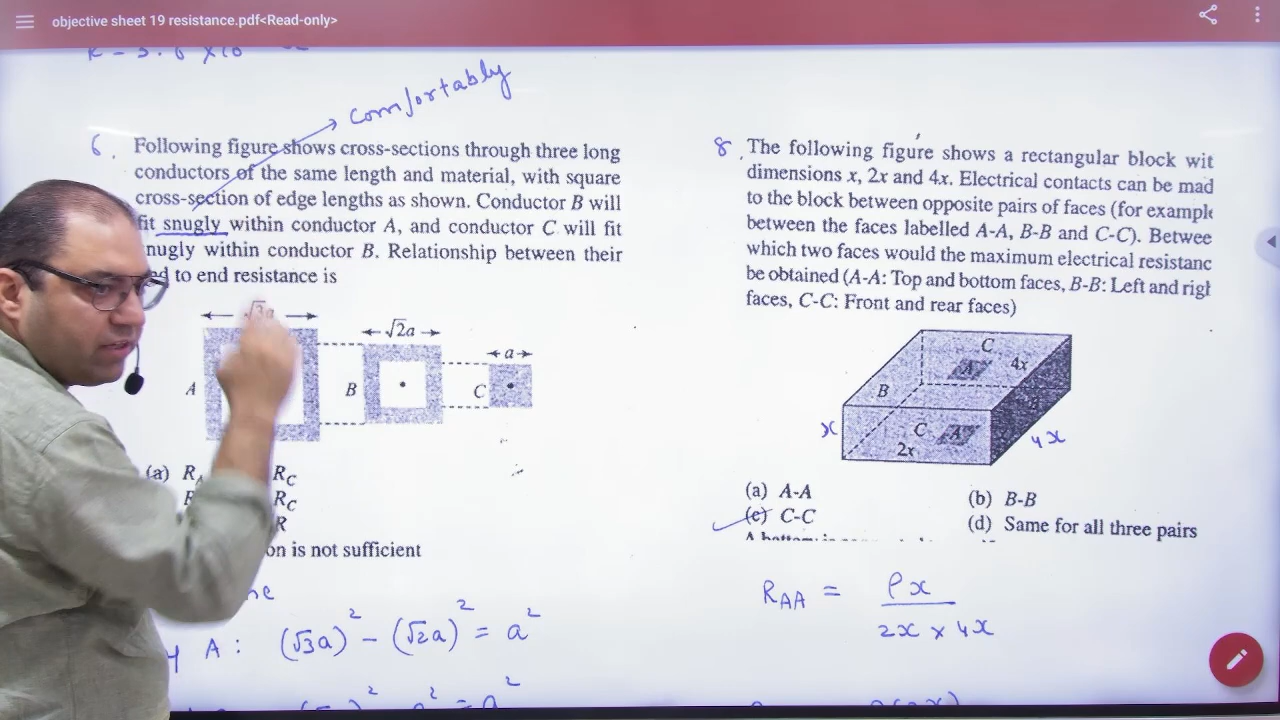 objective sheet 19 resistance.pdf<Read-only>
comfortably
6. Following figure shows cross-sections through three long
conductors of the same length and material, with square
cross-section of edge lengths as shown. Conductor B will
fit snugly within conductor A, and conductor C will fit
snugly within conductor B. Relationship between their
to end resistance is
√3a
√2a
a
A
B
C
(a) R
RC
RC
R
on is not sufficient
A : (√3a)² - (√2a)² = a²
8. The following figure shows a rectangular block wit
dimensions x, 2x and 4x. Electrical contacts can be mad
to the block between opposite pairs of faces (for example
between the faces labelled A-A, B-B and C-C). Betwee
which two faces would the maximum electrical resistanc
be obtained (A-A: Top and bottom faces, B-B: Left and righ
faces, C-C: Front and rear faces)
C
A
4x
B
x
C
A
2x
4x
(a) A-A
(b) B-B
(c) C-C
(d) Same for all three pairs
RAA = ρx / 2x × 4x